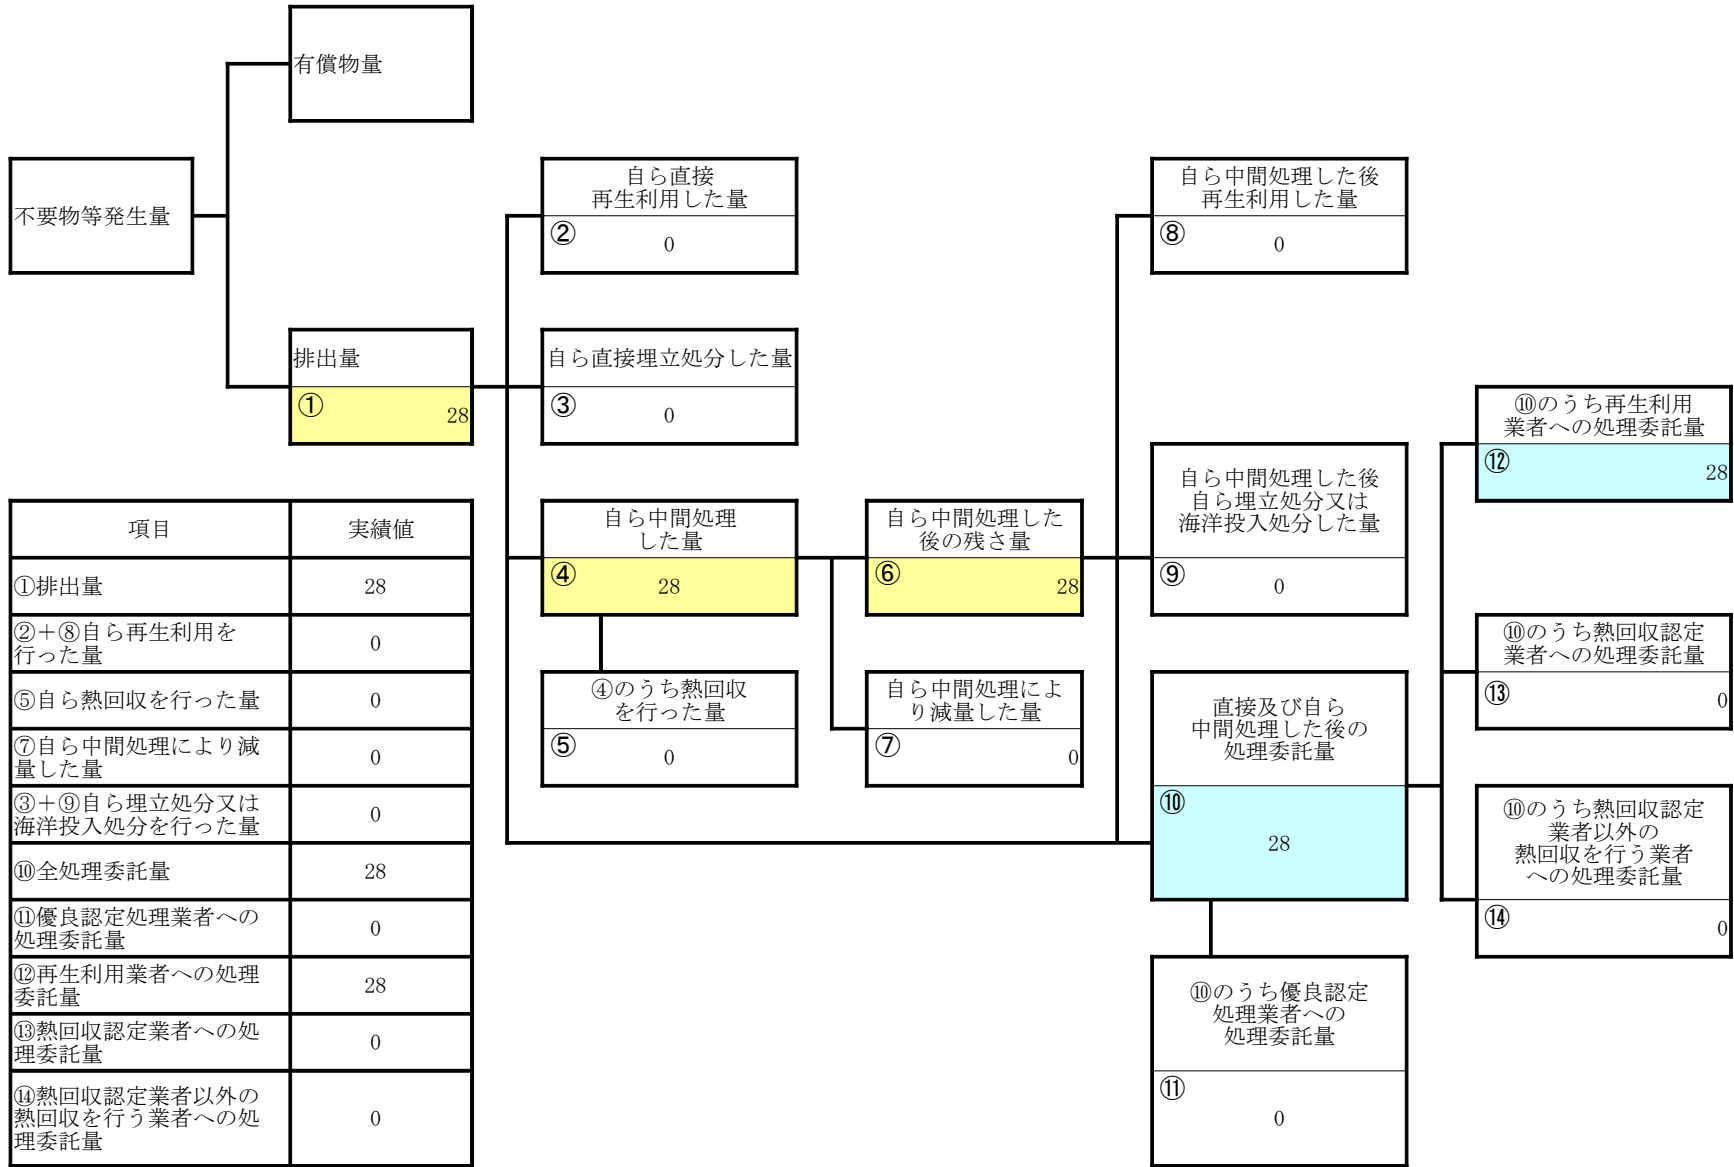 有償物量
不要物等発生量
自ら直接
再生利用した量
②
0
自ら中間処理した後
再生利用した量
⑧
0
排出量
①
28
自ら直接埋立処分した量
③
0
⑩のうち再生利用
業者への処理委託量
⑫
28
自ら中間処理
した量
④
28
自ら中間処理した
後の残さ量
⑥
28
自ら中間処理した後
自ら埋立処分又は
海洋投入処分した量
⑨
0
⑩のうち熱回収認定
業者への処理委託量
⑬
0
④のうち熱回収
を行った量
⑤
0
自ら中間処理によ
り減量した量
⑦
0
直接及び自ら
中間処理した後の
処理委託量
⑩
28
⑩のうち熱回収認定
業者以外の
熱回収を行う業者
への処理委託量
⑭
0
⑩のうち優良認定
処理業者への
処理委託量
⑪
0
項目 実績値
①排出量 28
②＋⑧自ら再生利用を
行った量 0
⑤自ら熱回収を行った量 0
⑦自ら中間処理により減
量した量 0
③＋⑨自ら埋立処分又は
海洋投入処分を行った量 0
⑩全処理委託量 28
⑪優良認定処理業者への
処理委託量 0
⑫再生利用業者への処理
委託量 28
⑬熱回収認定業者への処
理委託量 0
⑭熱回収認定業者以外の
熱回収を行う業者への処
理委託量 0